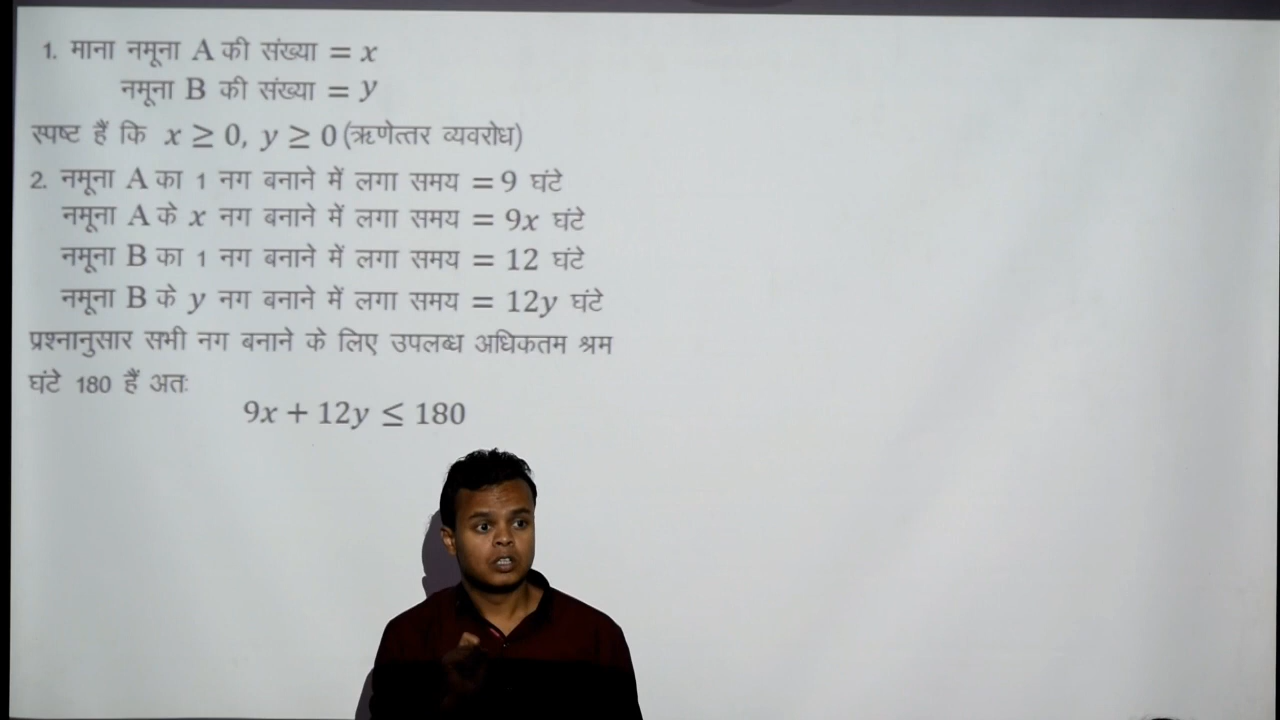 1. माना नमूना A की संख्या = x
नमूना B की संख्या = y
स्पष्ट हैं कि x ≥ 0, y ≥ 0 (ऋणेत्तर व्यवरोध)
2. नमूना A का 1 नग बनाने में लगा समय = 9 घंटे
नमूना A के x नग बनाने में लगा समय = 9x घंटे
नमूना B का 1 नग बनाने में लगा समय = 12 घंटे
नमूना B के y नग बनाने में लगा समय = 12y घंटे
प्रश्नानुसार सभी नग बनाने के लिए उपलब्ध अधिकतम श्रम
घंटे 180 हैं अतः
9x + 12y ≤ 180